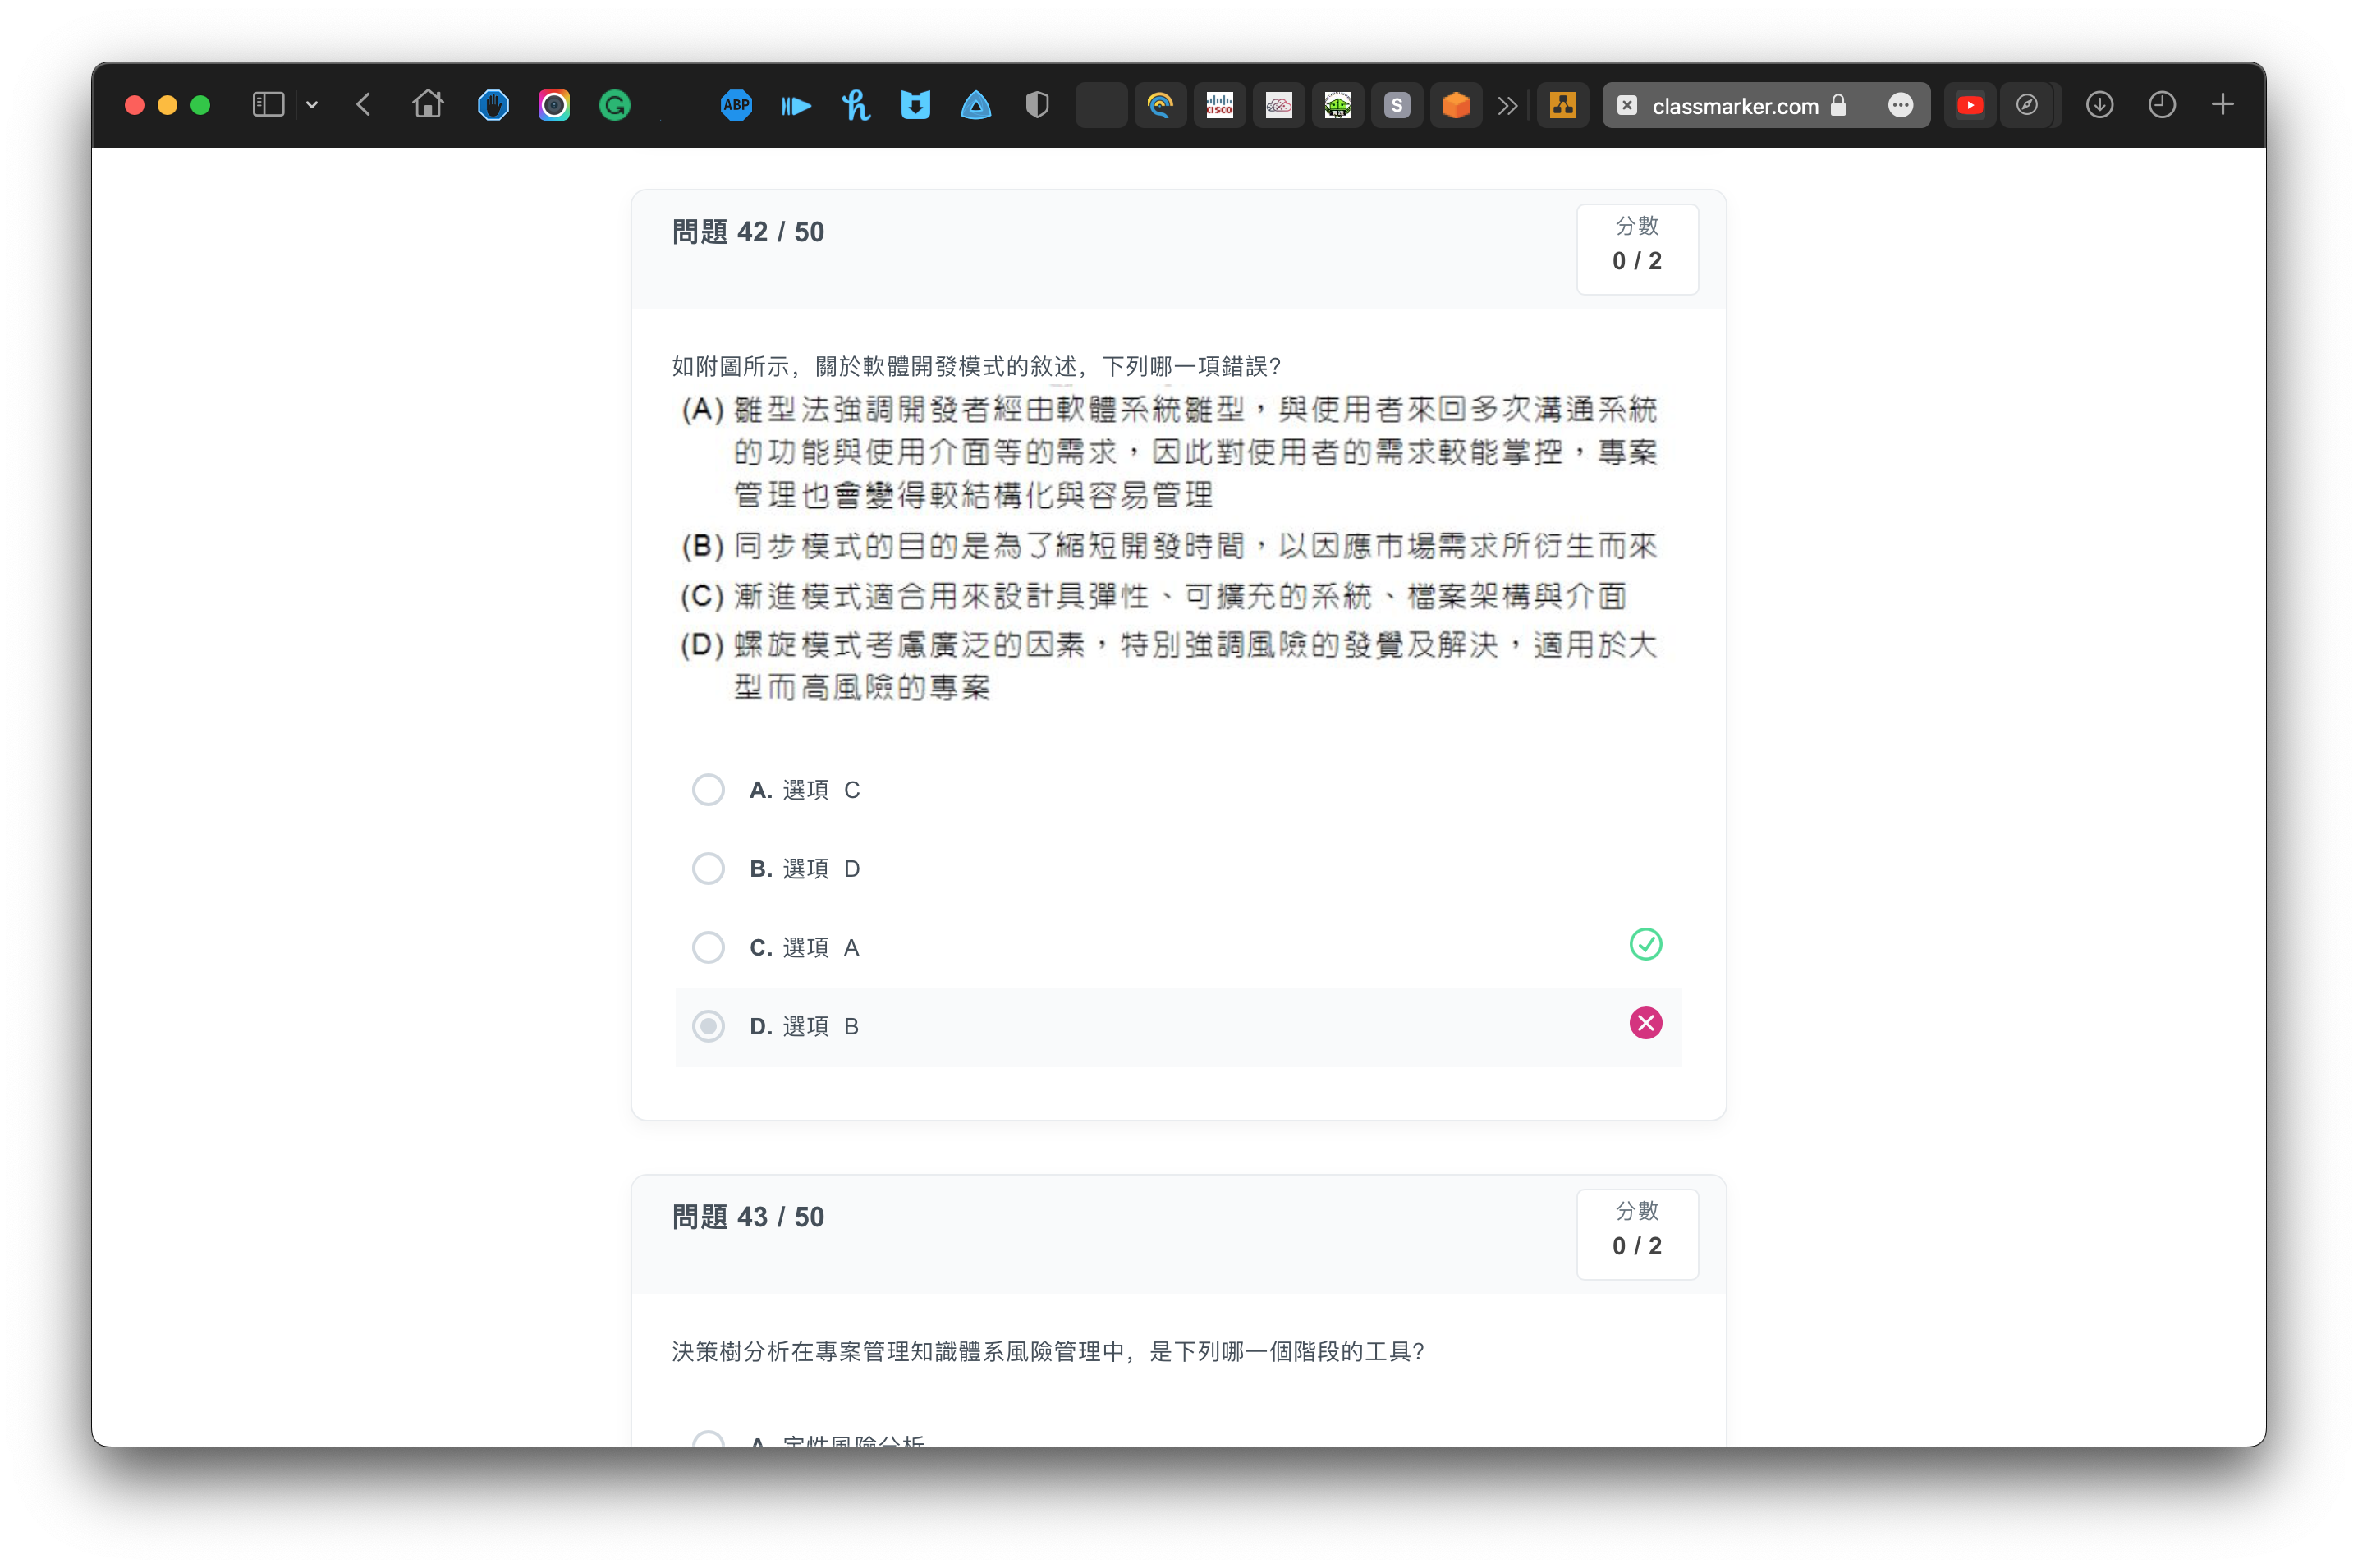 ABP
CISCO
S
classmarker.com
問題 42 / 50
分數
0 / 2
如附圖所示，關於軟體開發模式的敘述，下列哪一項錯誤?
(A) 雛型法強調開發者經由軟體系統雛型，與使用者來回多次溝通系統
的功能與使用介面等的需求，因此對使用者的需求較能掌控，專案
管理也會變得較結構化與容易管理
(B) 同步模式的目的是為了縮短開發時間，以因應市場需求所衍生而來
(C) 漸進模式適合用來設計具彈性、可擴充的系統、檔案架構與介面
(D) 螺旋模式考慮廣泛的因素，特別強調風險的發覺及解決，適用於大
型而高風險的專案
A. 選項 C
B. 選項 D
C. 選項 A
D. 選項 B
問題 43 / 50
分數
0 / 2
決策樹分析在專案管理知識體系風險管理中，是下列哪一個階段的工具?
A. 定性風險分析